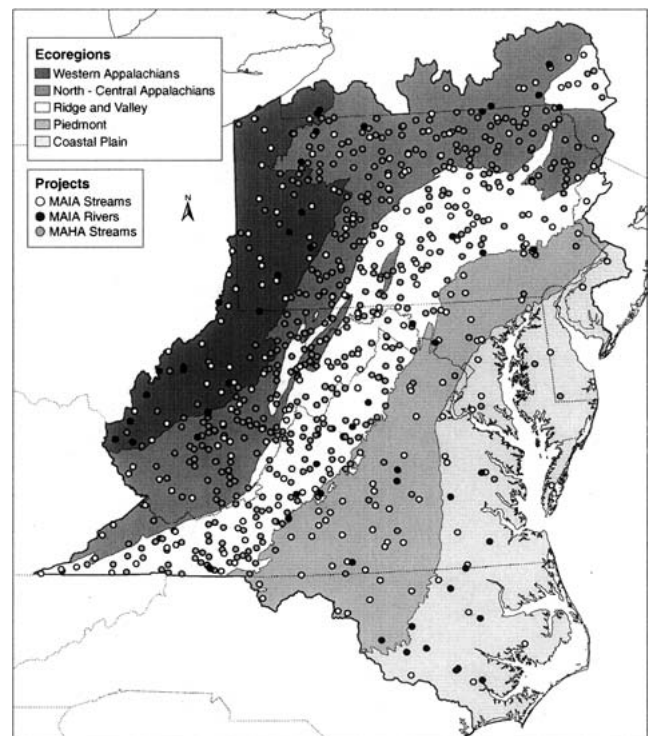 Ecoregions
Western Appalachians
North - Central Appalachians
Ridge and Valley
Piedmont
Coastal Plain
Projects
MAIA Streams
MAIA Rivers
MAHA Streams
N